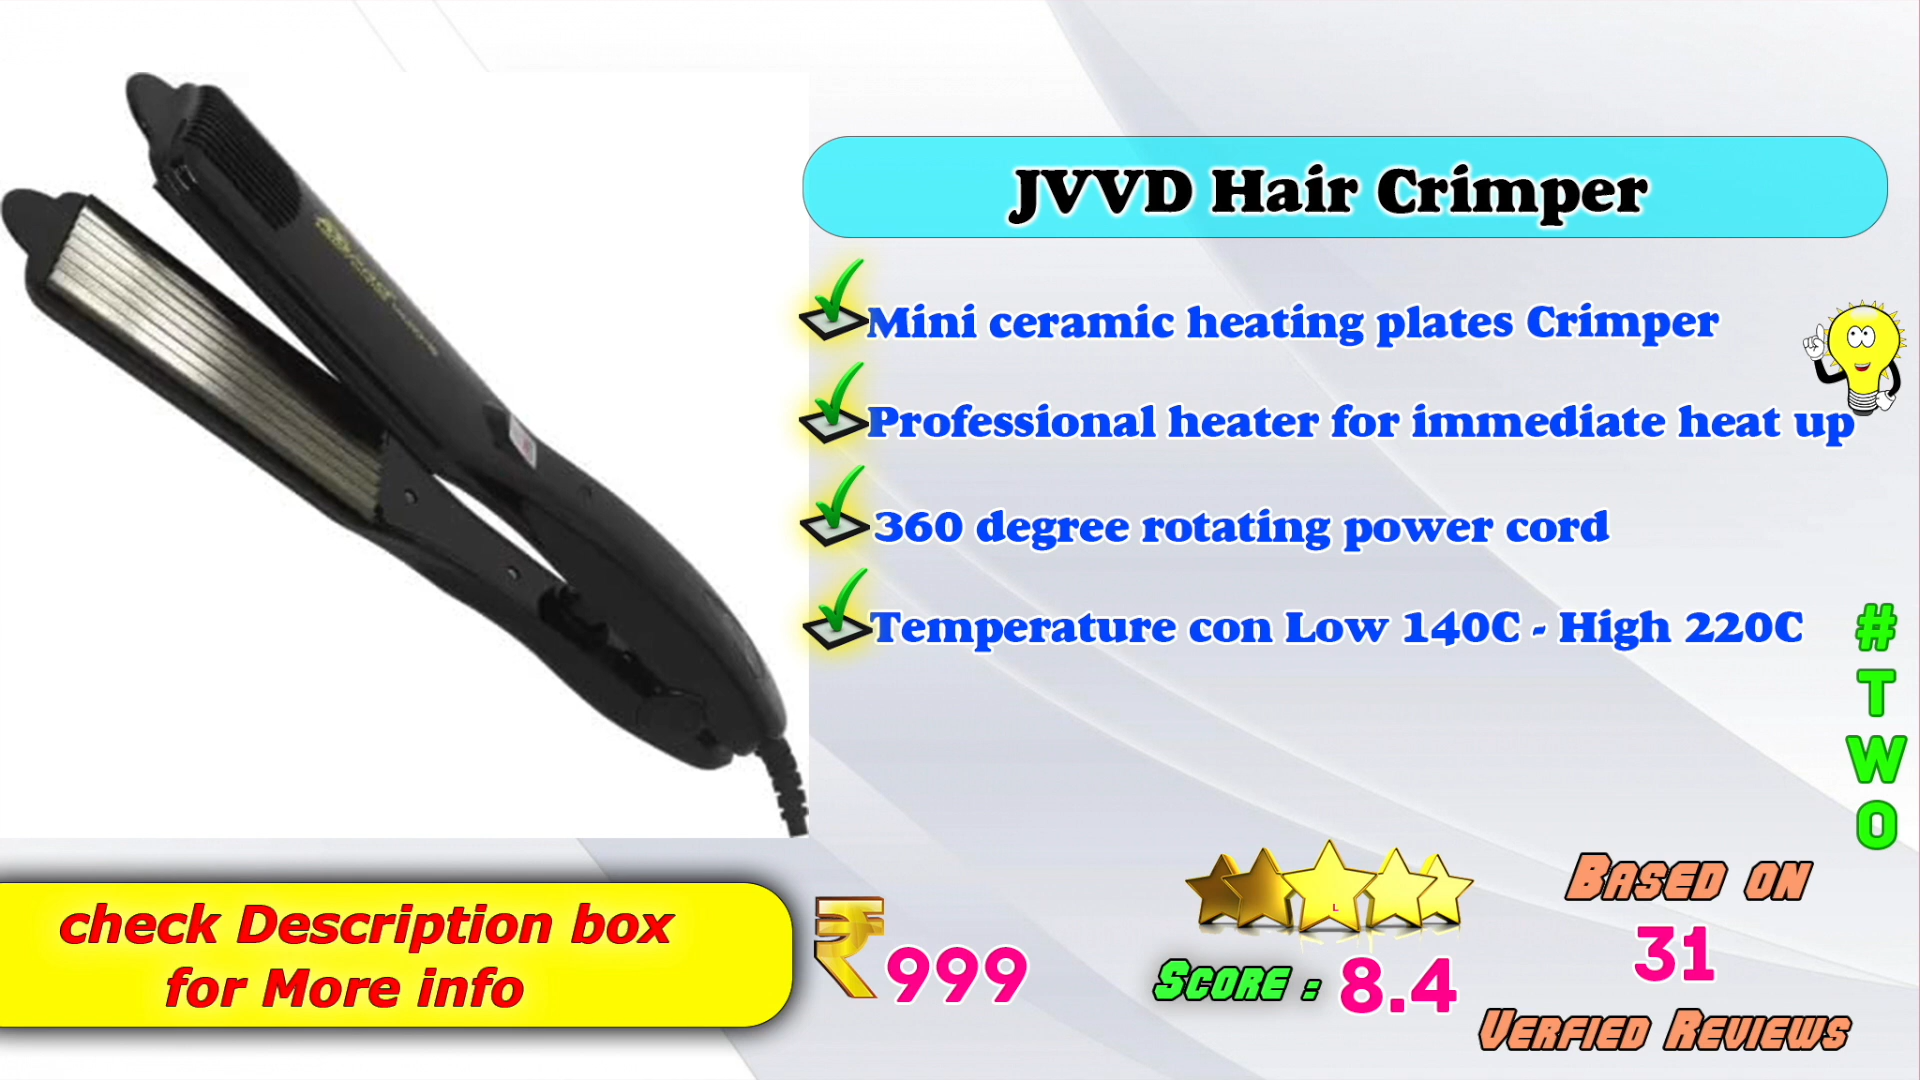 JVVD Hair Crimper
Mini ceramic heating plates Crimper
Professional heater for immediate heat up
360 degree rotating power cord
Temperature con Low 140C - High 220C
#
T
W
O
check Description box
for More info
₹999
L
Score : 8.4
Based on
31
Verfied Reviews